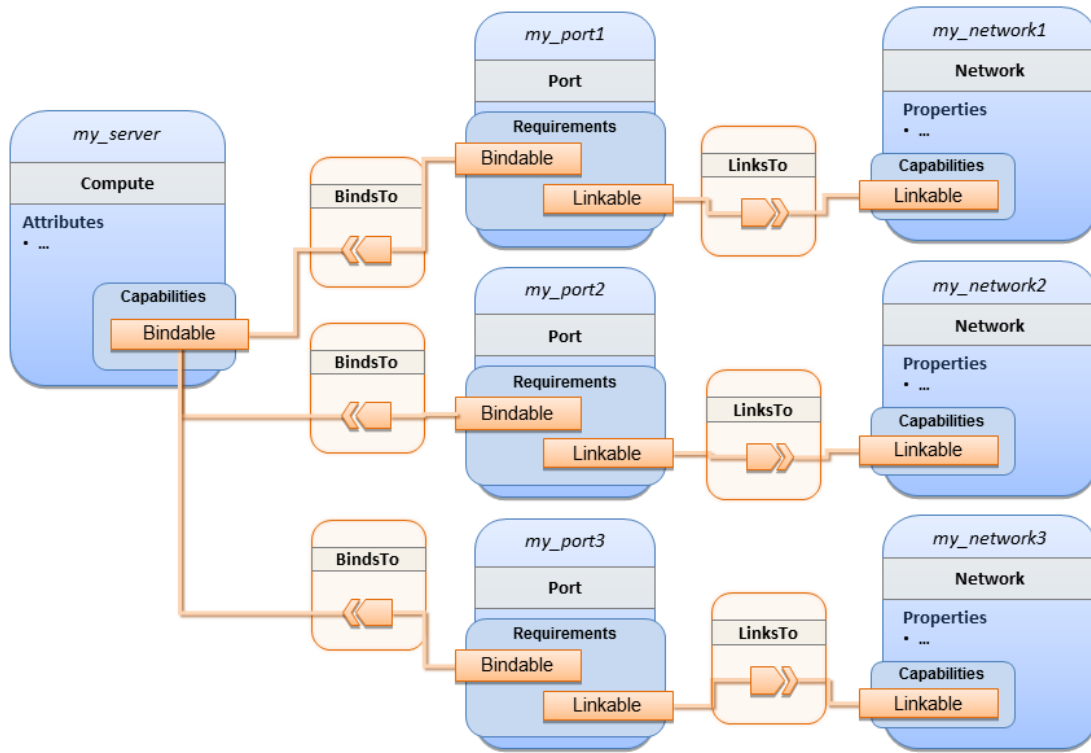 my_server
Compute
Attributes
• ...
Capabilities
Bindable
BindsTo
my_port1
Port
Requirements
Bindable
Linkable
LinksTo
my_network1
Network
Properties
• ...
Capabilities
Linkable
BindsTo
my_port2
Port
Requirements
Bindable
Linkable
LinksTo
my_network2
Network
Properties
• ...
Capabilities
Linkable
BindsTo
my_port3
Port
Requirements
Bindable
Linkable
LinksTo
my_network3
Network
Properties
• ...
Capabilities
Linkable